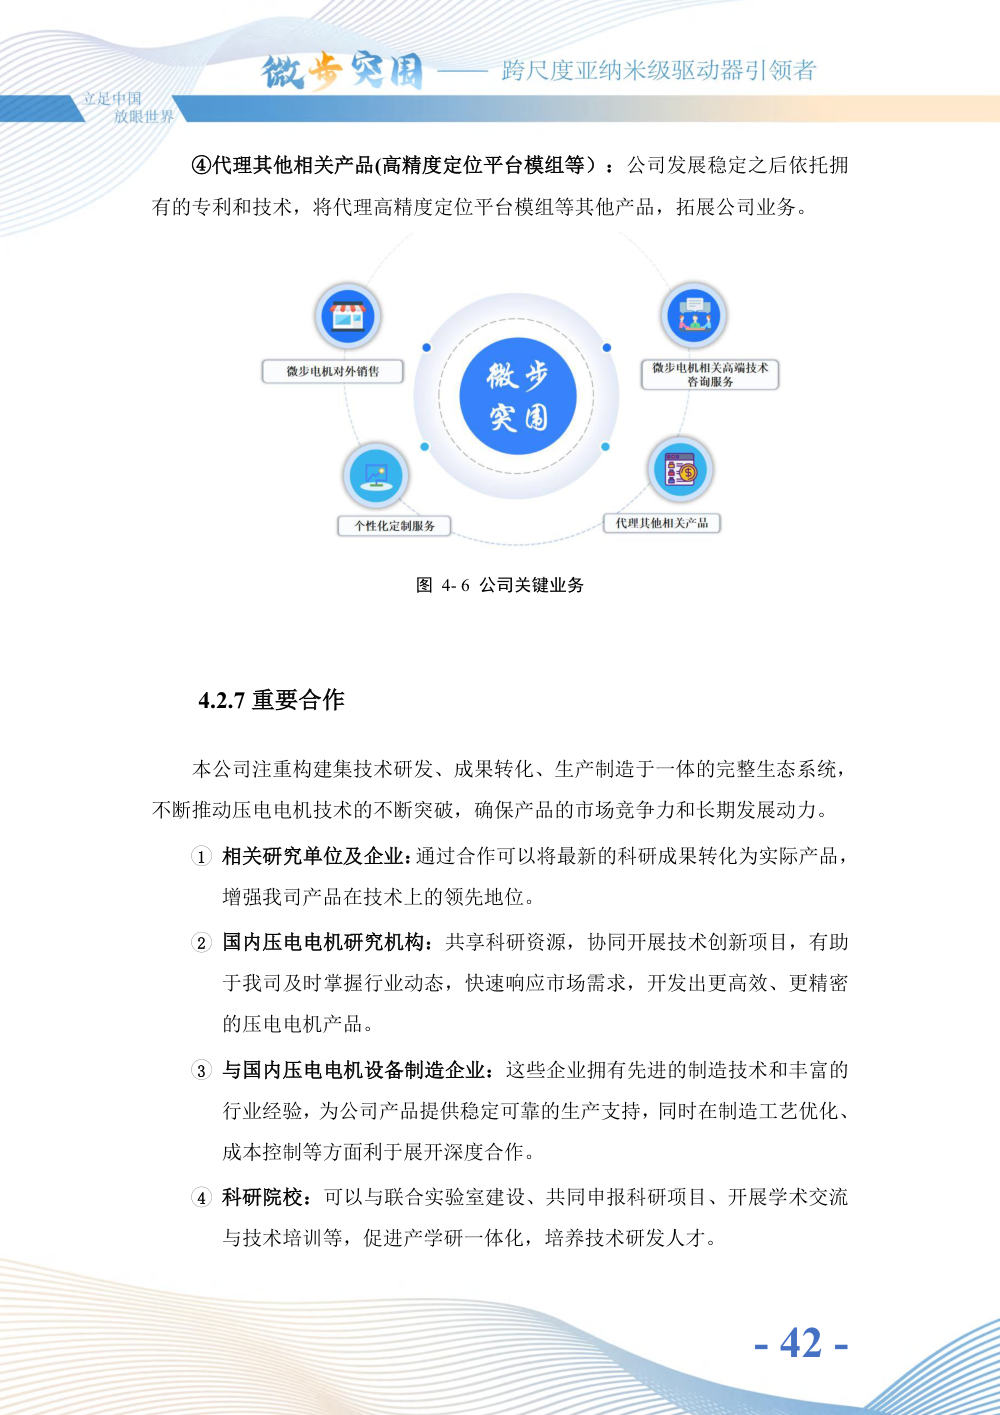 微步突围 —— 跨尺度亚纳米级驱动器引领者
立足中国
放眼世界
④代理其他相关产品(高精度定位平台模组等）：公司发展稳定之后依托拥
有的专利和技术，将代理高精度定位平台模组等其他产品，拓展公司业务。
微步电机对外销售
微步
突围
微步电机相关高端技术
咨询服务
个性化定制服务
代理其他相关产品
图 4- 6 公司关键业务
4.2.7 重要合作
本公司注重构建集技术研发、成果转化、生产制造于一体的完整生态系统，
不断推动压电电机技术的不断突破，确保产品的市场竞争力和长期发展动力。
① 相关研究单位及企业：通过合作可以将最新的科研成果转化为实际产品，
增强我司产品在技术上的领先地位。
② 国内压电电机研究机构：共享科研资源，协同开展技术创新项目，有助
于我司及时掌握行业动态，快速响应市场需求，开发出更高效、更精密
的压电电机产品。
③ 与国内压电电机设备制造企业：这些企业拥有先进的制造技术和丰富的
行业经验，为公司产品提供稳定可靠的生产支持，同时在制造工艺优化、
成本控制等方面利于展开深度合作。
④ 科研院校：可以与联合实验室建设、共同申报科研项目、开展学术交流
与技术培训等，促进产学研一体化，培养技术研发人才。
- 42 -